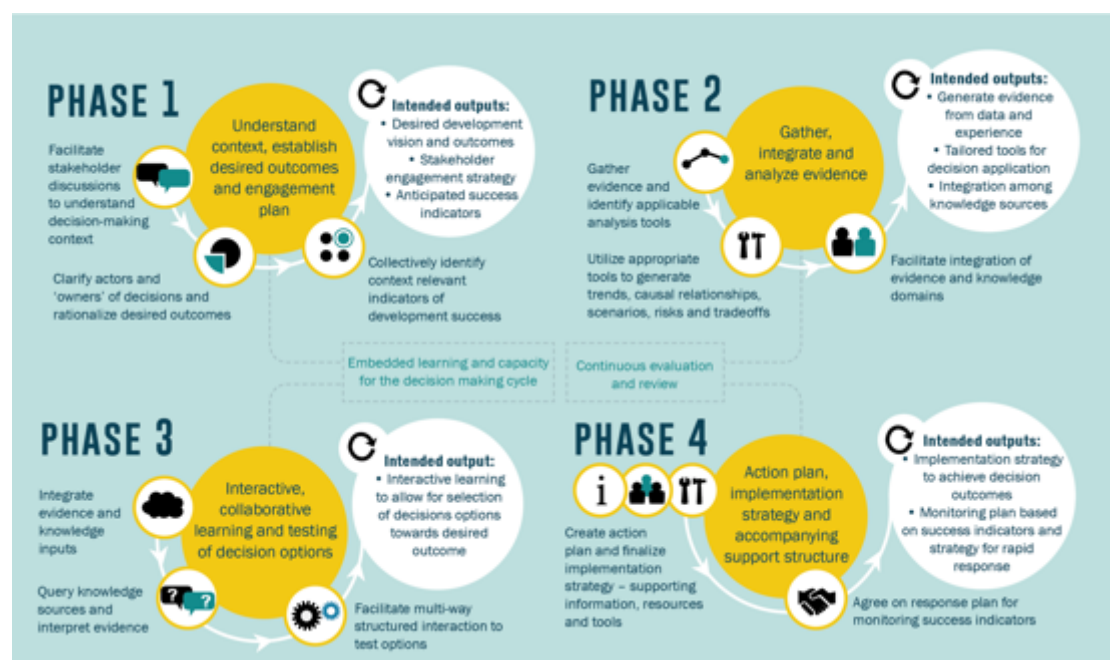 PHASE 1
Facilitate
stakeholder
discussions
to understand
decision-making
context
Clarify actors and
‘owners’ of decisions and
rationalize desired outcomes
Understand
context, establish
desired outcomes
and engagement
plan
Collectively identify
context relevant
indicators of
development success
Intended outputs:
• Desired development
vision and outcomes
• Stakeholder
engagement strategy
• Anticipated success
indicators
PHASE 2
Gather
evidence and
identify applicable
analysis tools
Utilize appropriate
tools to generate
trends, causal relationships,
scenarios, risks and tradeoffs
Gather,
integrate and
analyze evidence
Facilitate integration of
evidence and knowledge
domains
Intended outputs:
• Generate evidence
from data and
experience
• Tailored tools for
decision application
• Integration among
knowledge sources
Embedded learning and capacity
for the decision making cycle
Continuous evaluation
and review
PHASE 3
Integrate
evidence and
knowledge
inputs
Query knowledge
sources and
interpret evidence
? ?
Interactive,
collaborative
learning and testing
of decision options
Facilitate multi-way
structured interaction to
test options
Intended output:
• Interactive learning
to allow for selection
of decisions options
towards desired
outcome
PHASE 4
i
Create action
plan and finalize
implementation
strategy – supporting
information, resources
and tools
Action plan,
implementation
strategy and
accompanying
support structure
Agree on response plan for
monitoring success indicators
Intended outputs:
• Implementation strategy
to achieve decision
outcomes
• Monitoring plan based
on success indicators and
strategy for rapid
response